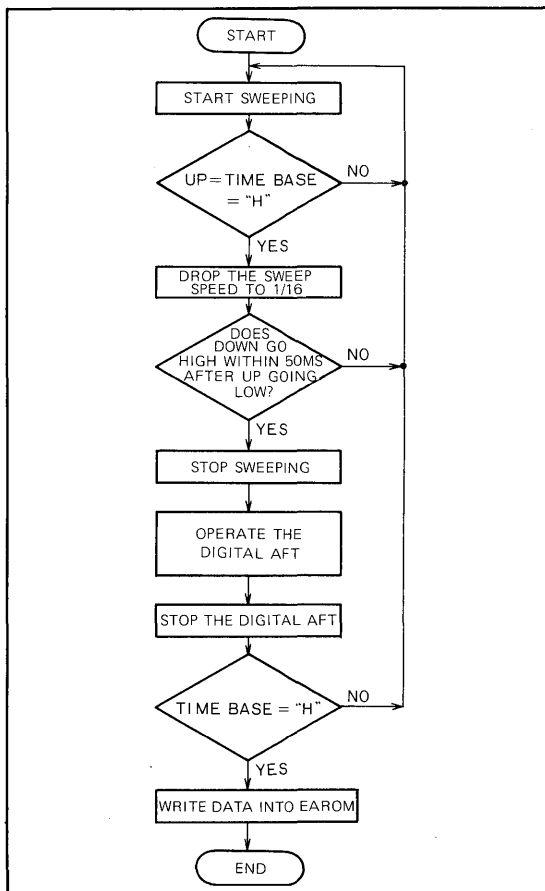 START
START SWEEPING
UP=TIME BASE
= "H"
NO
YES
DROP THE SWEEP
SPEED TO 1/16
DOES
DOWN GO
HIGH WITHIN 50MS
AFTER UP GOING
LOW?
NO
YES
STOP SWEEPING
OPERATE THE
DIGITAL AFT
STOP THE DIGITAL AFT
TIME BASE = "H"
NO
YES
WRITE DATA INTO EAROM
END